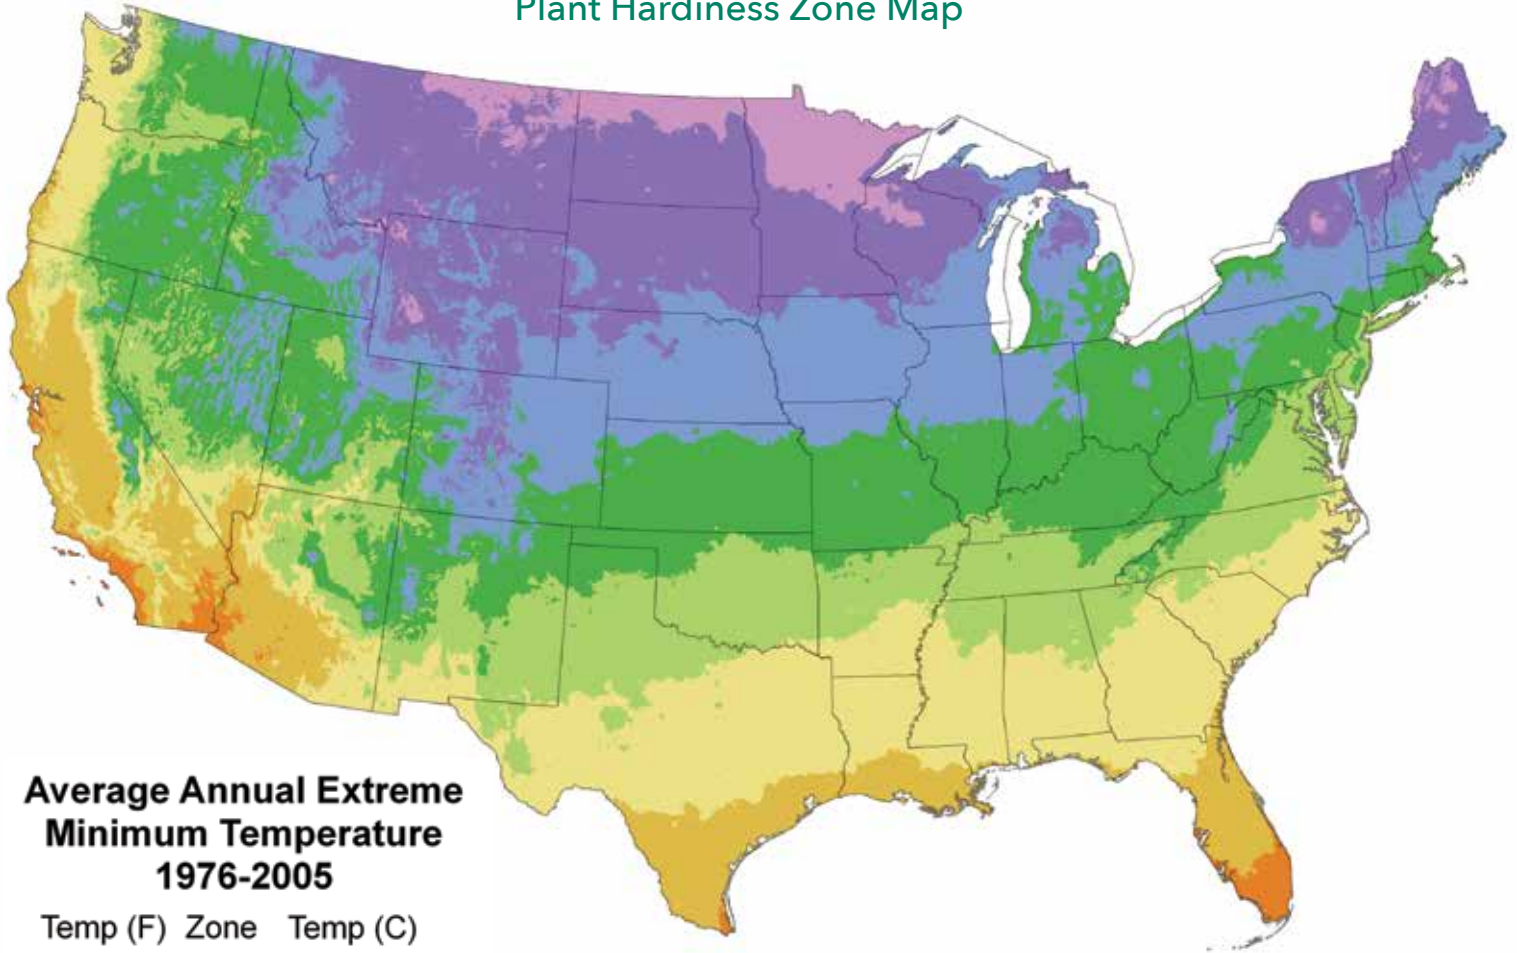 Plant Hardiness Zone Map
Average Annual Extreme
Minimum Temperature
1976-2005
Temp (F) Zone Temp (C)